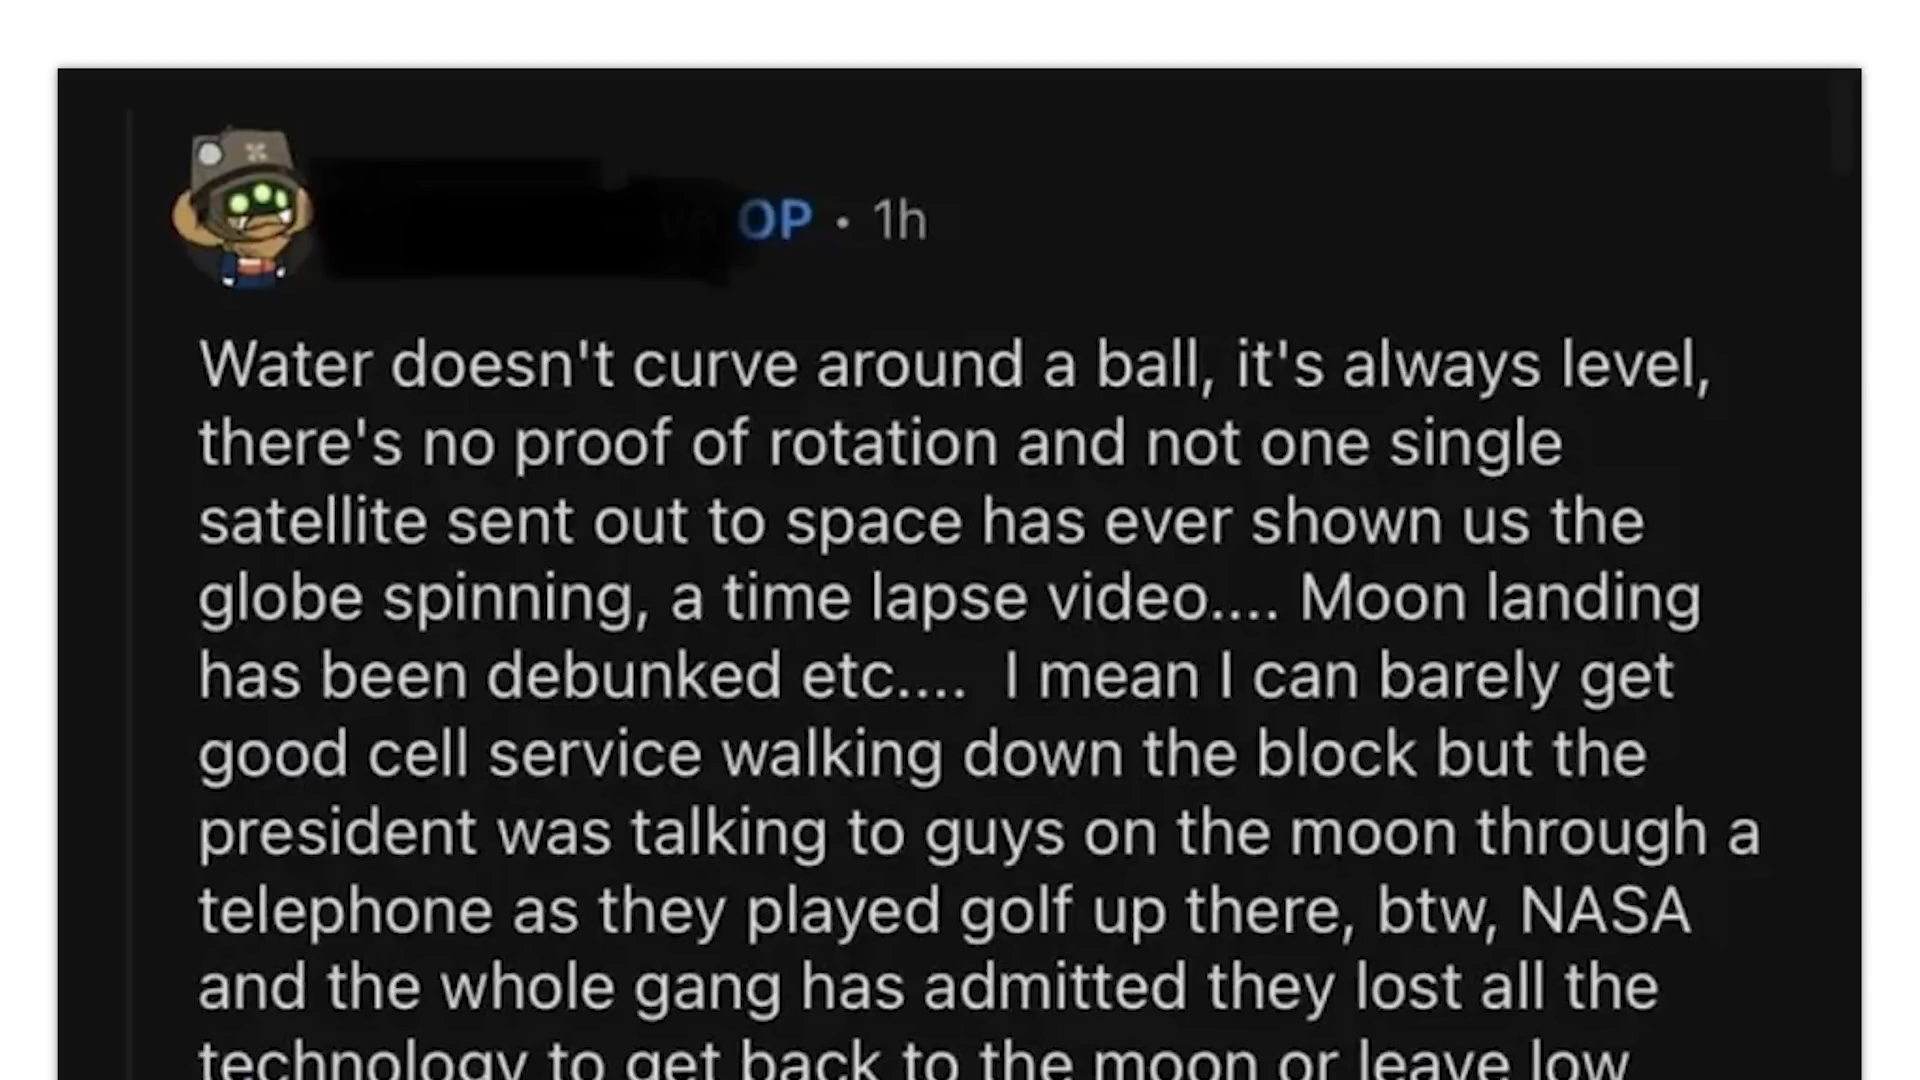 OP • 1h
Water doesn't curve around a ball, it's always level,
there's no proof of rotation and not one single
satellite sent out to space has ever shown us the
globe spinning, a time lapse video.... Moon landing
has been debunked etc....  I mean I can barely get
good cell service walking down the block but the
president was talking to guys on the moon through a
telephone as they played golf up there, btw, NASA
and the whole gang has admitted they lost all the
technology to get back to the moon or leave low